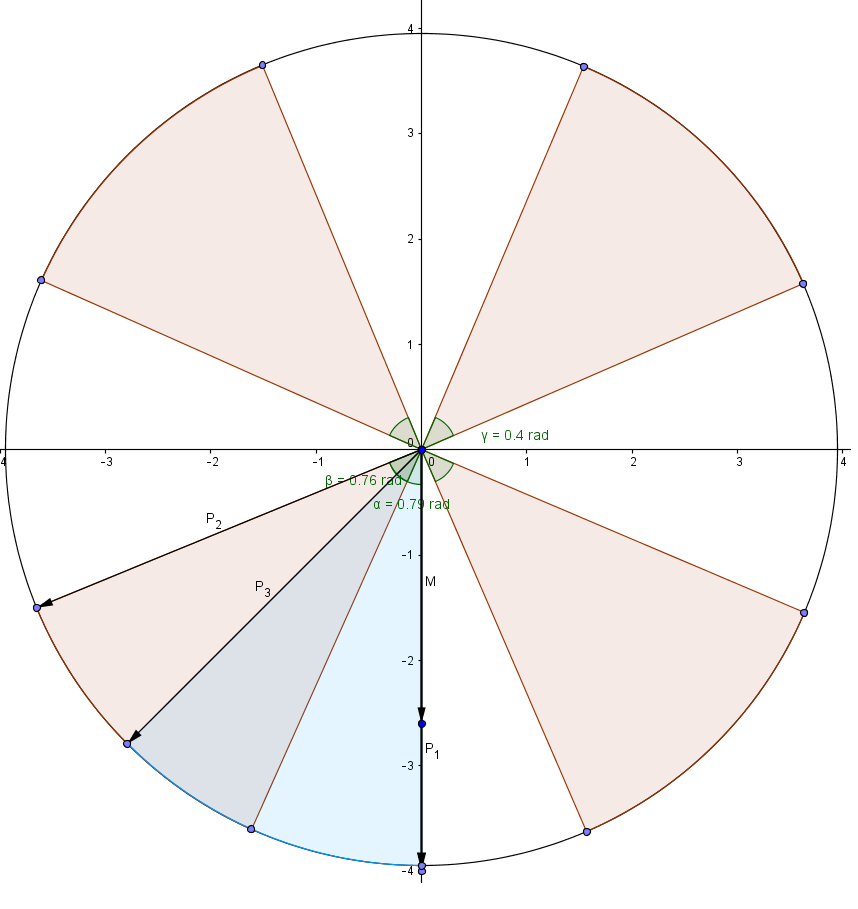 4
3
2
1
γ = 0.4 rad
0
4
-3
-2
-1
0
1
2
3
4
β = 0.76 rad
α = 0.79 rad
P2
-1
M
P3
-2
P1
-3
-4